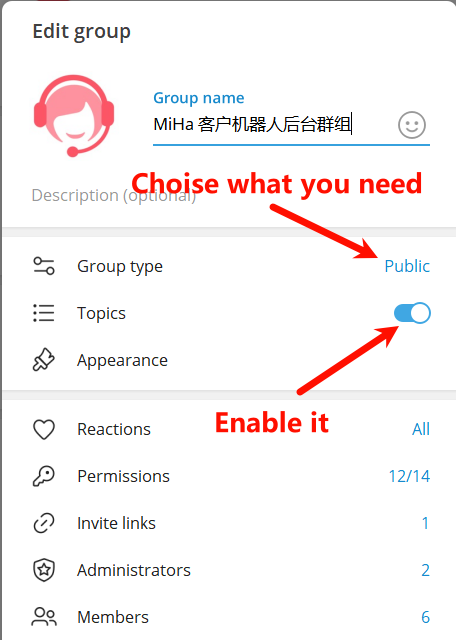 Edit group
Group name
MiHa 客户机器人后台群组
Description (optional)
Choise what you need
Group type Public
Topics
Appearance
Enable it
Reactions All
Permissions 12/14
Invite links 1
Administrators 2
Members 6